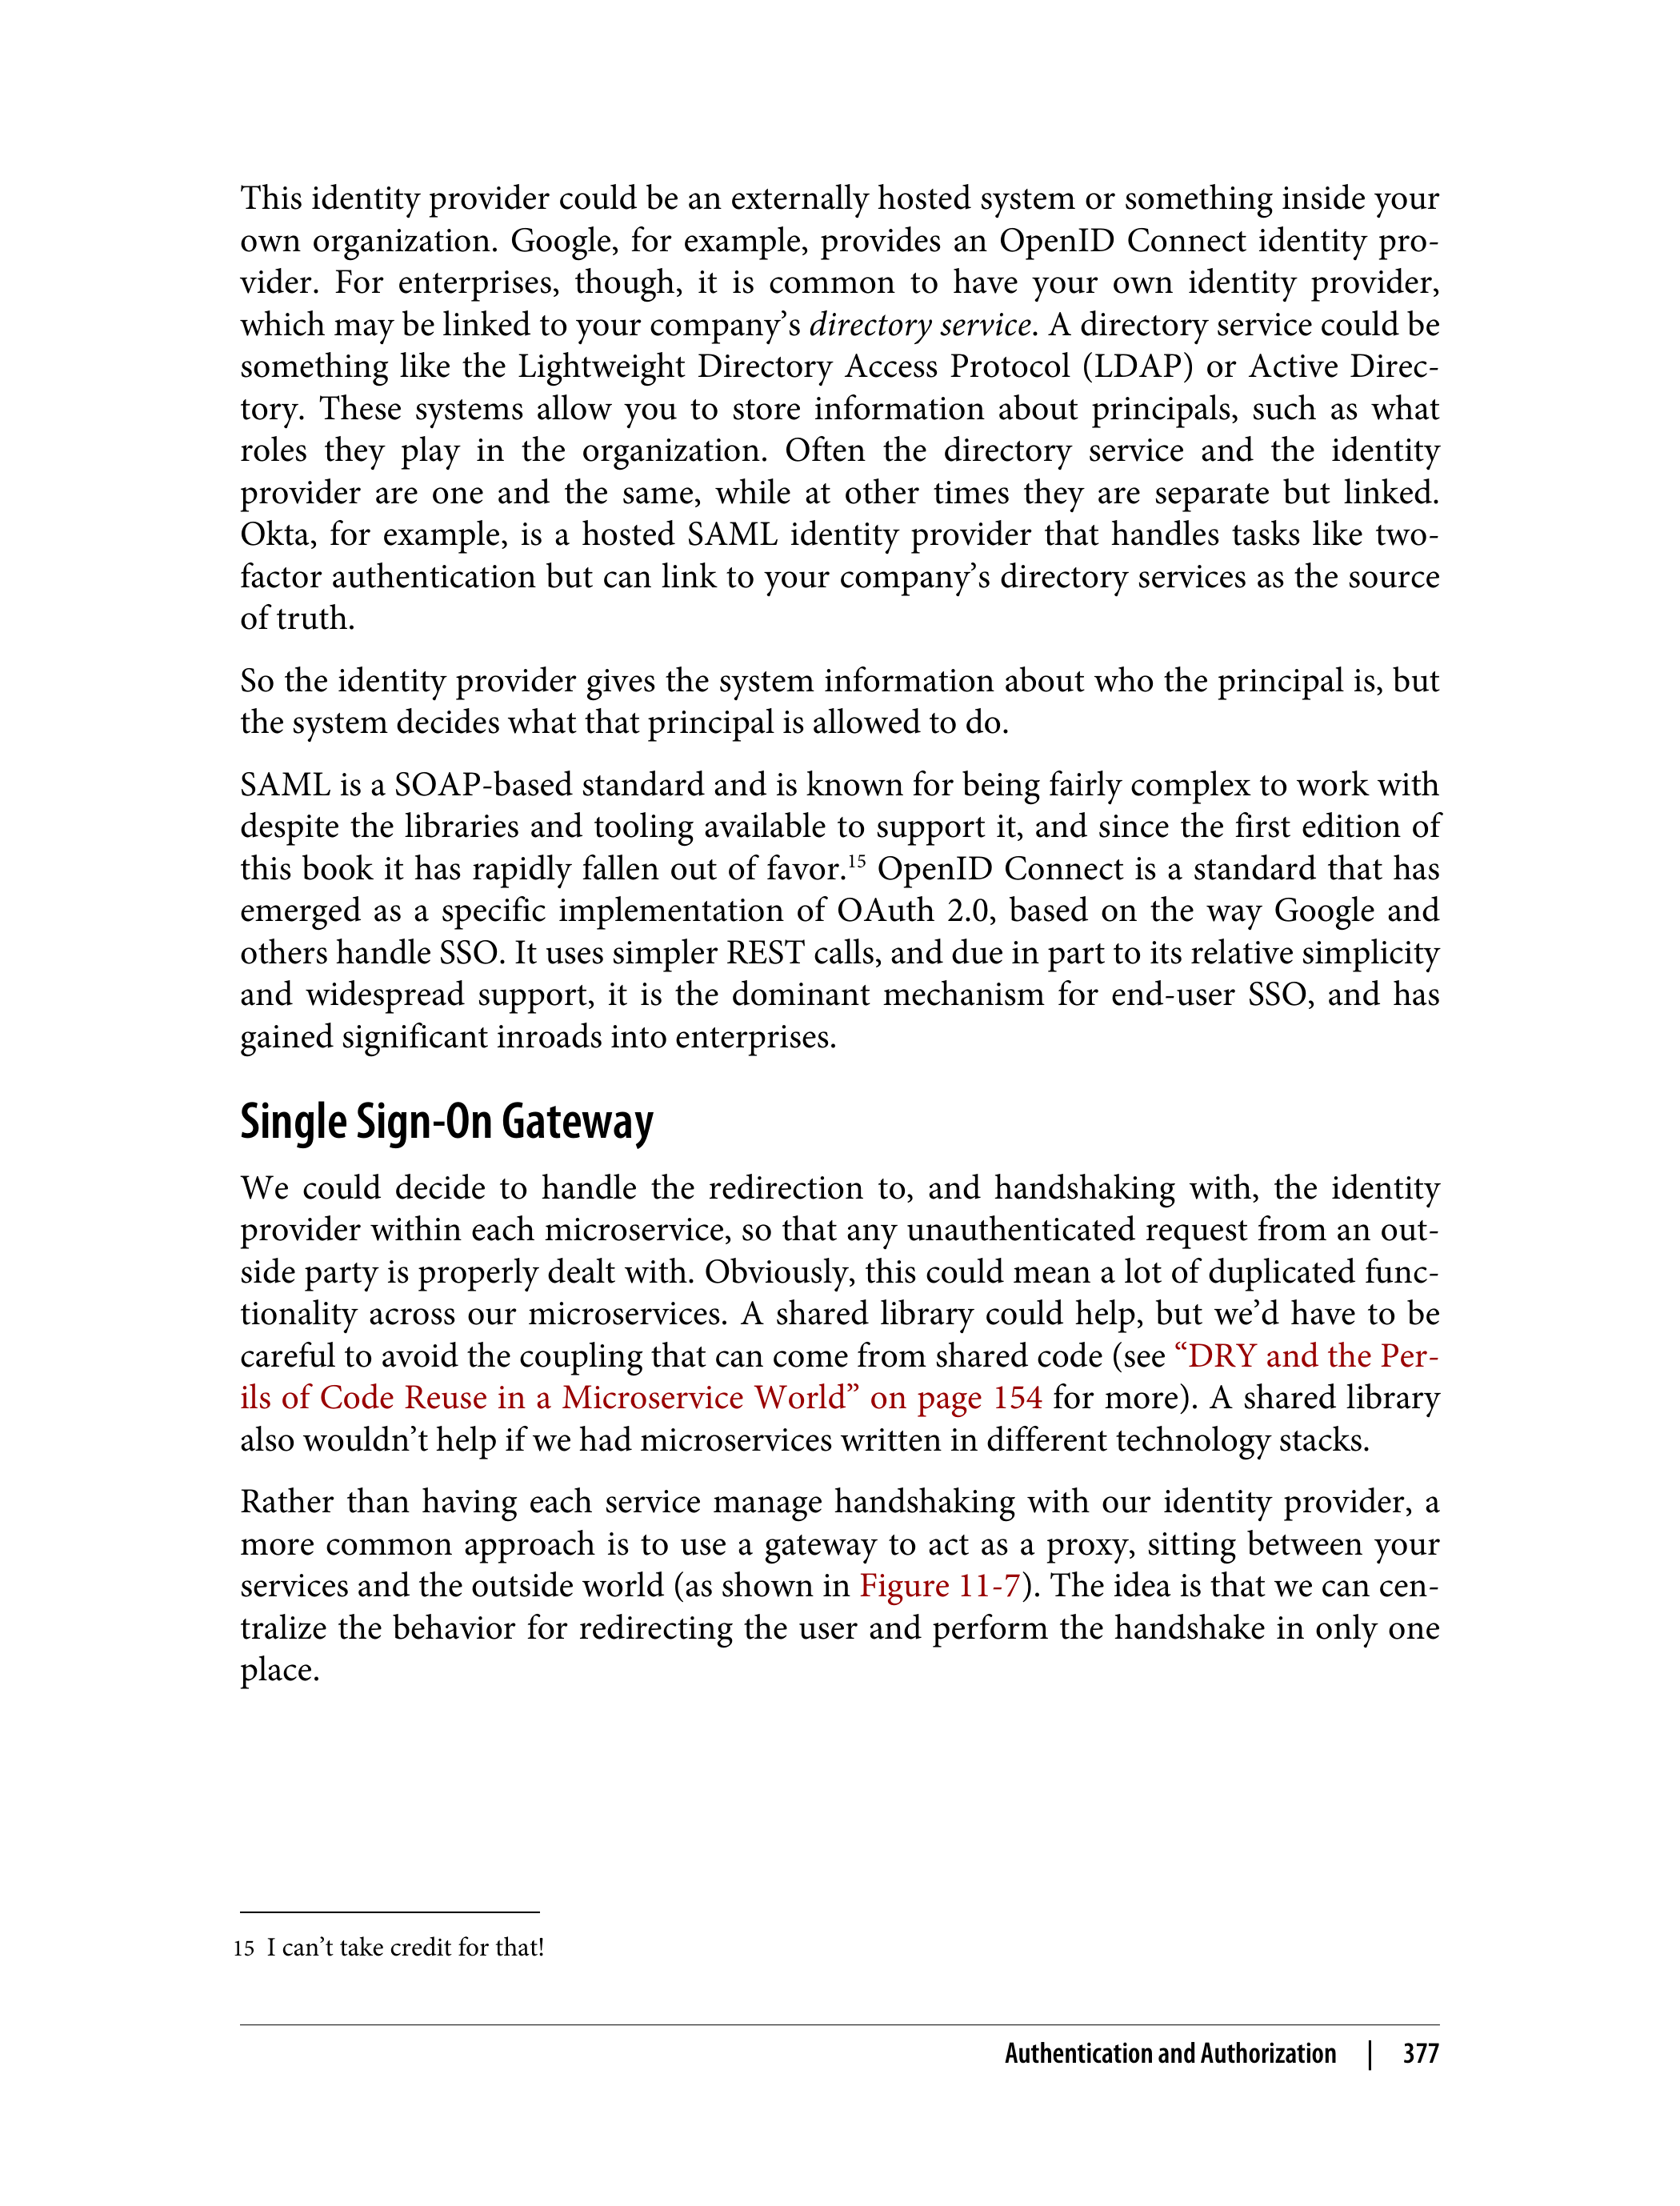 This identity provider could be an externally hosted system or something inside your
own organization. Google, for example, provides an OpenID Connect identity pro-
vider. For enterprises, though, it is common to have your own identity provider,
which may be linked to your company’s directory service. A directory service could be
something like the Lightweight Directory Access Protocol (LDAP) or Active Direc-
tory. These systems allow you to store information about principals, such as what
roles they play in the organization. Often the directory service and the identity
provider are one and the same, while at other times they are separate but linked.
Okta, for example, is a hosted SAML identity provider that handles tasks like two-
factor authentication but can link to your company’s directory services as the source
of truth.
So the identity provider gives the system information about who the principal is, but
the system decides what that principal is allowed to do.
SAML is a SOAP-based standard and is known for being fairly complex to work with
despite the libraries and tooling available to support it, and since the first edition of
this book it has rapidly fallen out of favor.15 OpenID Connect is a standard that has
emerged as a specific implementation of OAuth 2.0, based on the way Google and
others handle SSO. It uses simpler REST calls, and due in part to its relative simplicity
and widespread support, it is the dominant mechanism for end-user SSO, and has
gained significant inroads into enterprises.
Single Sign-On Gateway
We could decide to handle the redirection to, and handshaking with, the identity
provider within each microservice, so that any unauthenticated request from an out-
side party is properly dealt with. Obviously, this could mean a lot of duplicated func-
tionality across our microservices. A shared library could help, but we’d have to be
careful to avoid the coupling that can come from shared code (see “DRY and the Per-
ils of Code Reuse in a Microservice World” on page 154 for more). A shared library
also wouldn’t help if we had microservices written in different technology stacks.
Rather than having each service manage handshaking with our identity provider, a
more common approach is to use a gateway to act as a proxy, sitting between your
services and the outside world (as shown in Figure 11-7). The idea is that we can cen-
tralize the behavior for redirecting the user and perform the handshake in only one
place.
15 I can’t take credit for that!
Authentication and Authorization | 377